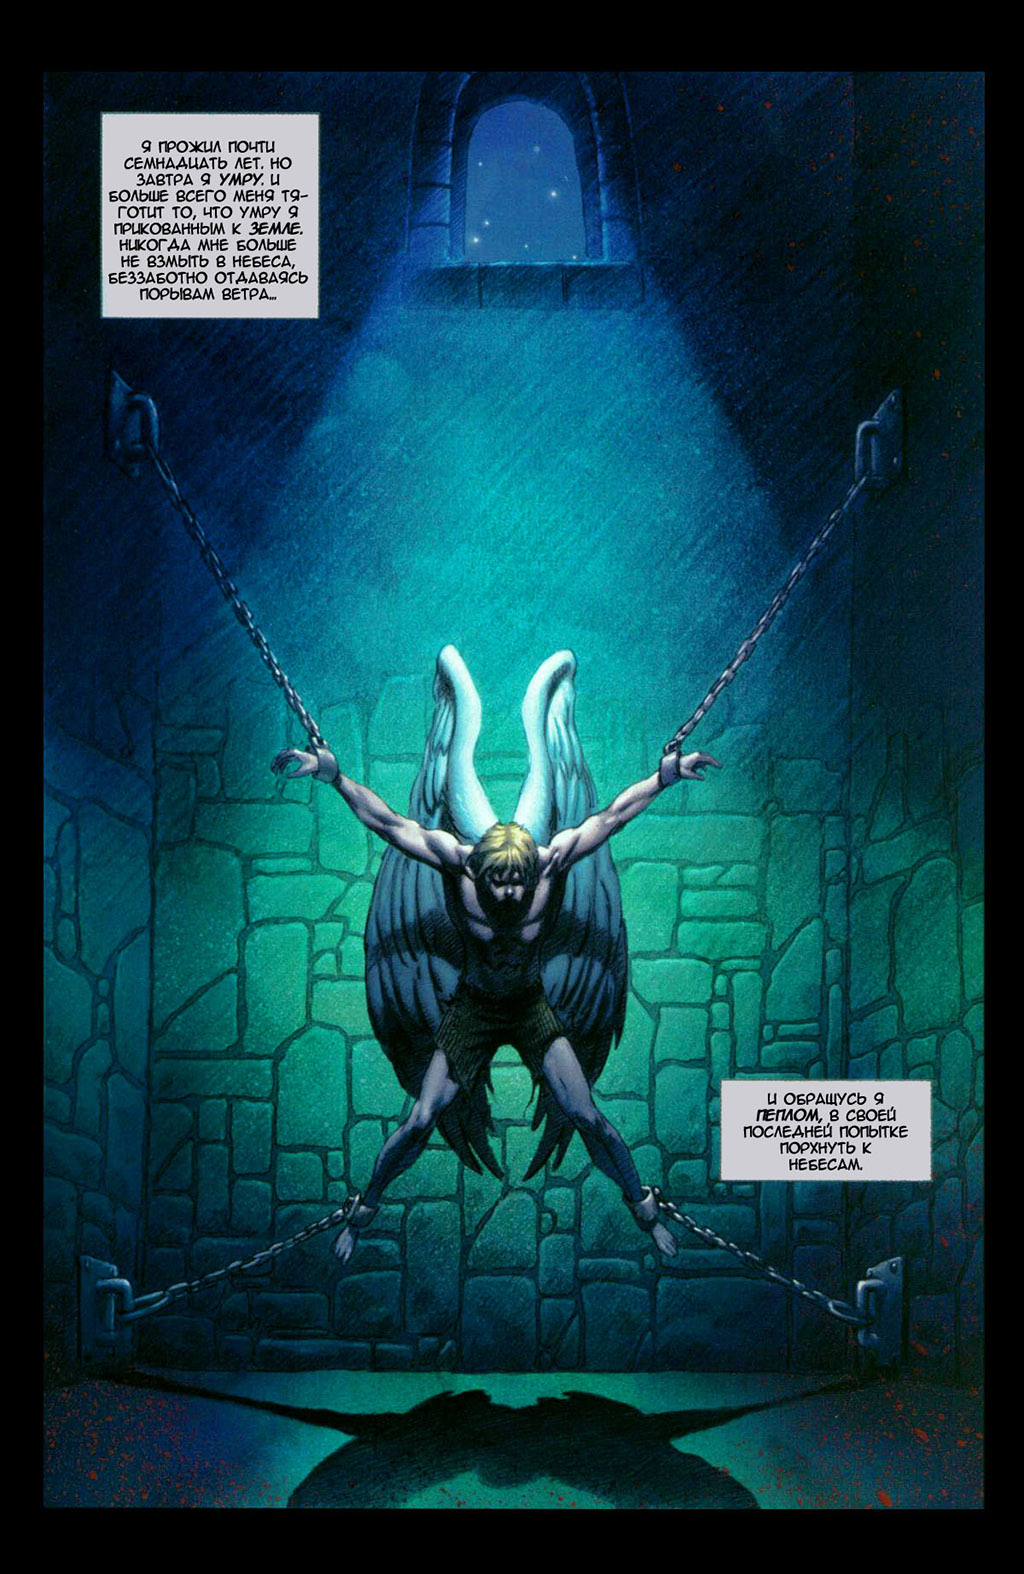 Я ПРОЖИЛ ПОЧТИ
СЕМНАДЦАТЬ ЛЕТ. НО
ЗАВТРА Я УМРУ. И
БОЛЬШЕ ВСЕГО МЕНЯ ТЯ-
ГОТИТ ТО, ЧТО УМРУ Я
ПРИКОВАННЫМ К ЗЕМЛЕ.
НИКОГДА МНЕ БОЛЬШЕ
НЕ ВЗМЫТЬ В НЕБЕСА,
БЕЗЗАБОТНО ОТДАВАЯСЬ
ПОРЫВАМ ВЕТРА...
И ОБРАЩУСЬ Я
ПЕПЛОМ, В СВОЕЙ
ПОСЛЕДНЕЙ ПОПЫТКЕ
ПОРХНУТЬ К
НЕБЕСАМ.